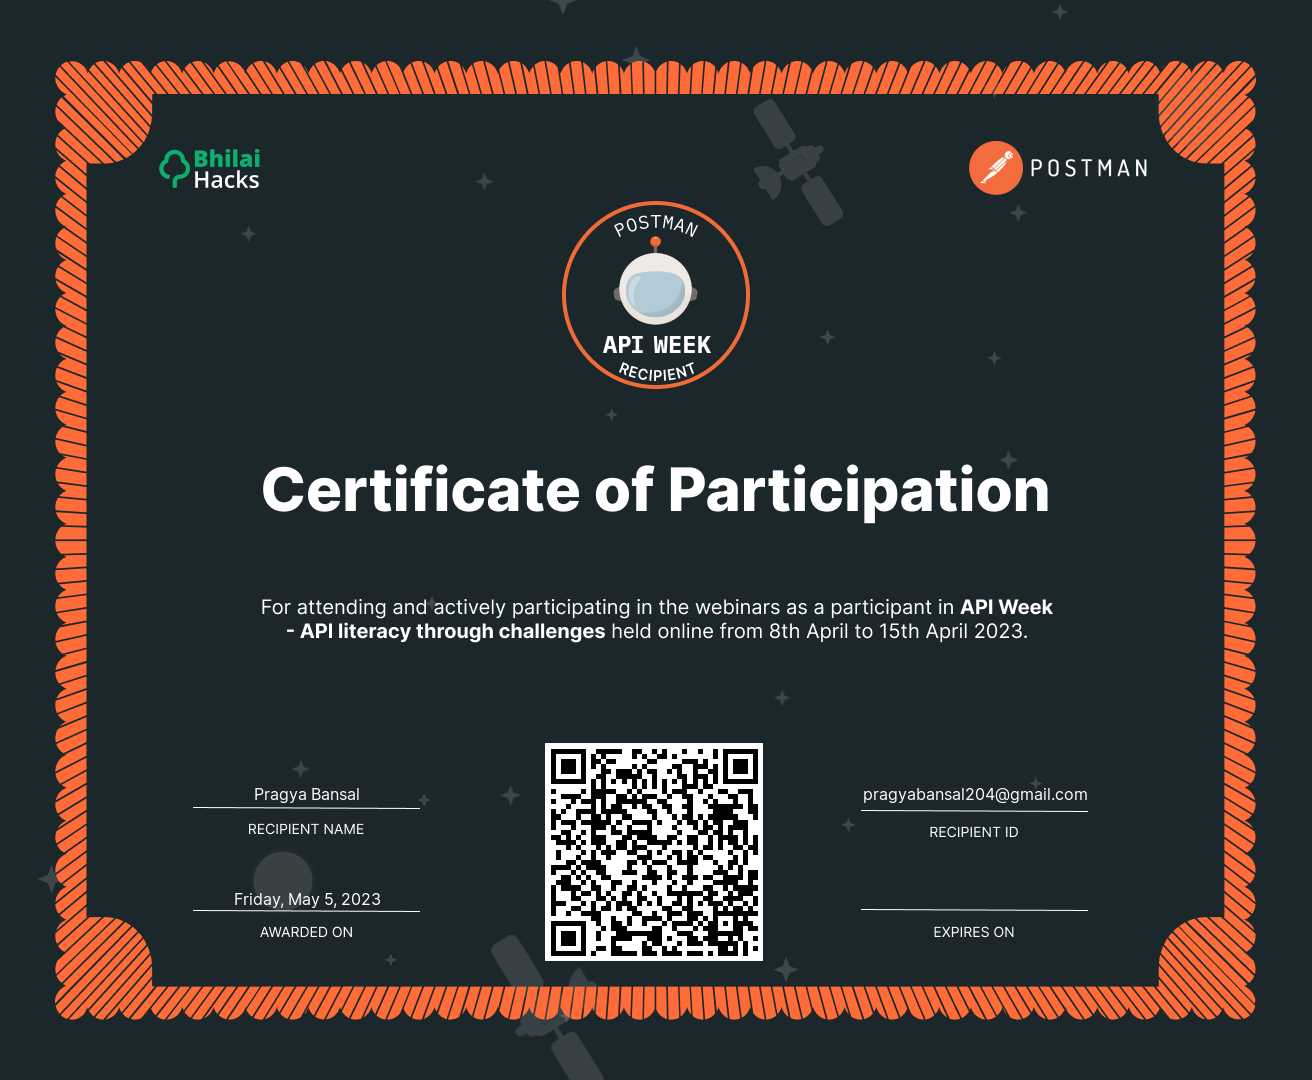 Bhilai
Hacks
POSTMAN
POSTMAN
API WEEK
RECIPIENT
Certificate of Participation
For attending and actively participating in the webinars as a participant in API Week
- API literacy through challenges held online from 8th April to 15th April 2023.
Pragya Bansal
RECIPIENT NAME
pragyabansal204@gmail.com
RECIPIENT ID
Friday, May 5, 2023
AWARDED ON
EXPIRES ON